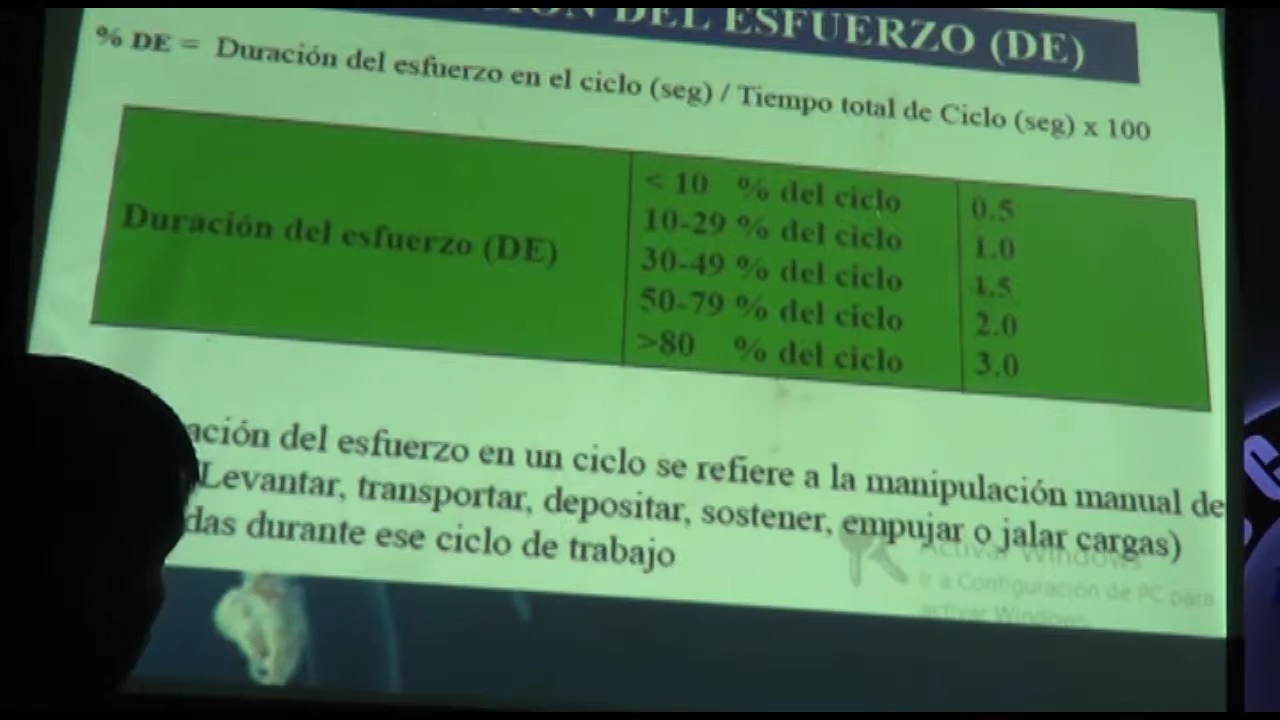 DEL ESFUERZO (DE)
% DE = Duración del esfuerzo en el ciclo (seg) / Tiempo total de Ciclo (seg) x 100
Duración del esfuerzo (DE)
< 10 % del ciclo 0.5
10-29 % del ciclo 1.0
30-49 % del ciclo 1.5
50-79 % del ciclo 2.0
>80 % del ciclo 3.0
ación del esfuerzo en un ciclo se refiere a la manipulación manual de
(Levantar, transportar, depositar, sostener, empujar o jalar cargas)
das durante ese ciclo de trabajo
Activar Windows
Ir a Configuración de PC para
activar Windows